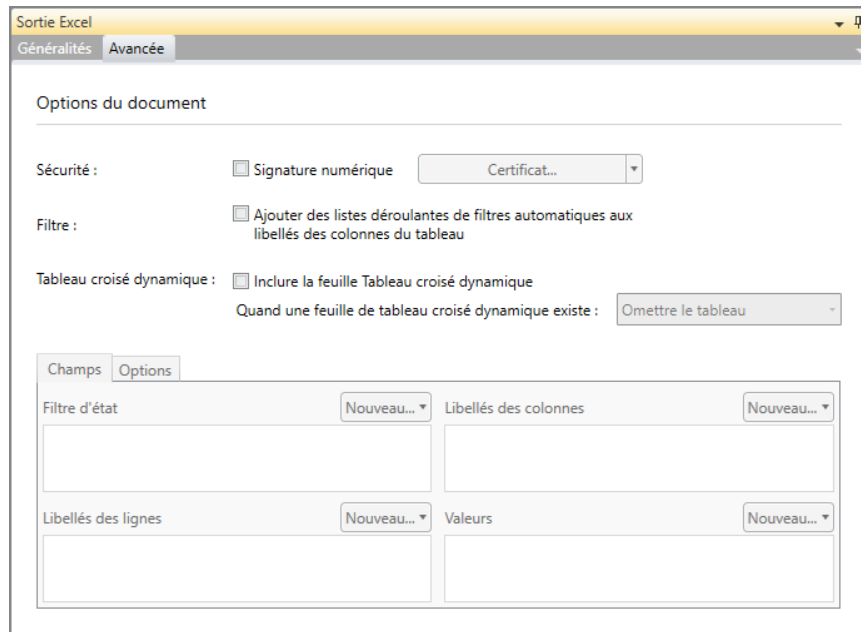 Sortie Excel
Généralités Avancée
Options du document
Sécurité : Signature numérique Certificat...
Filtre : Ajouter des listes déroulantes de filtres automatiques aux
libellés des colonnes du tableau
Tableau croisé dynamique : Inclure la feuille Tableau croisé dynamique
Quand une feuille de tableau croisé dynamique existe : Omettre le tableau
Champs Options
Filtre d'état Nouveau... Libellés des colonnes Nouveau...
Libellés des lignes Nouveau... Valeurs Nouveau...